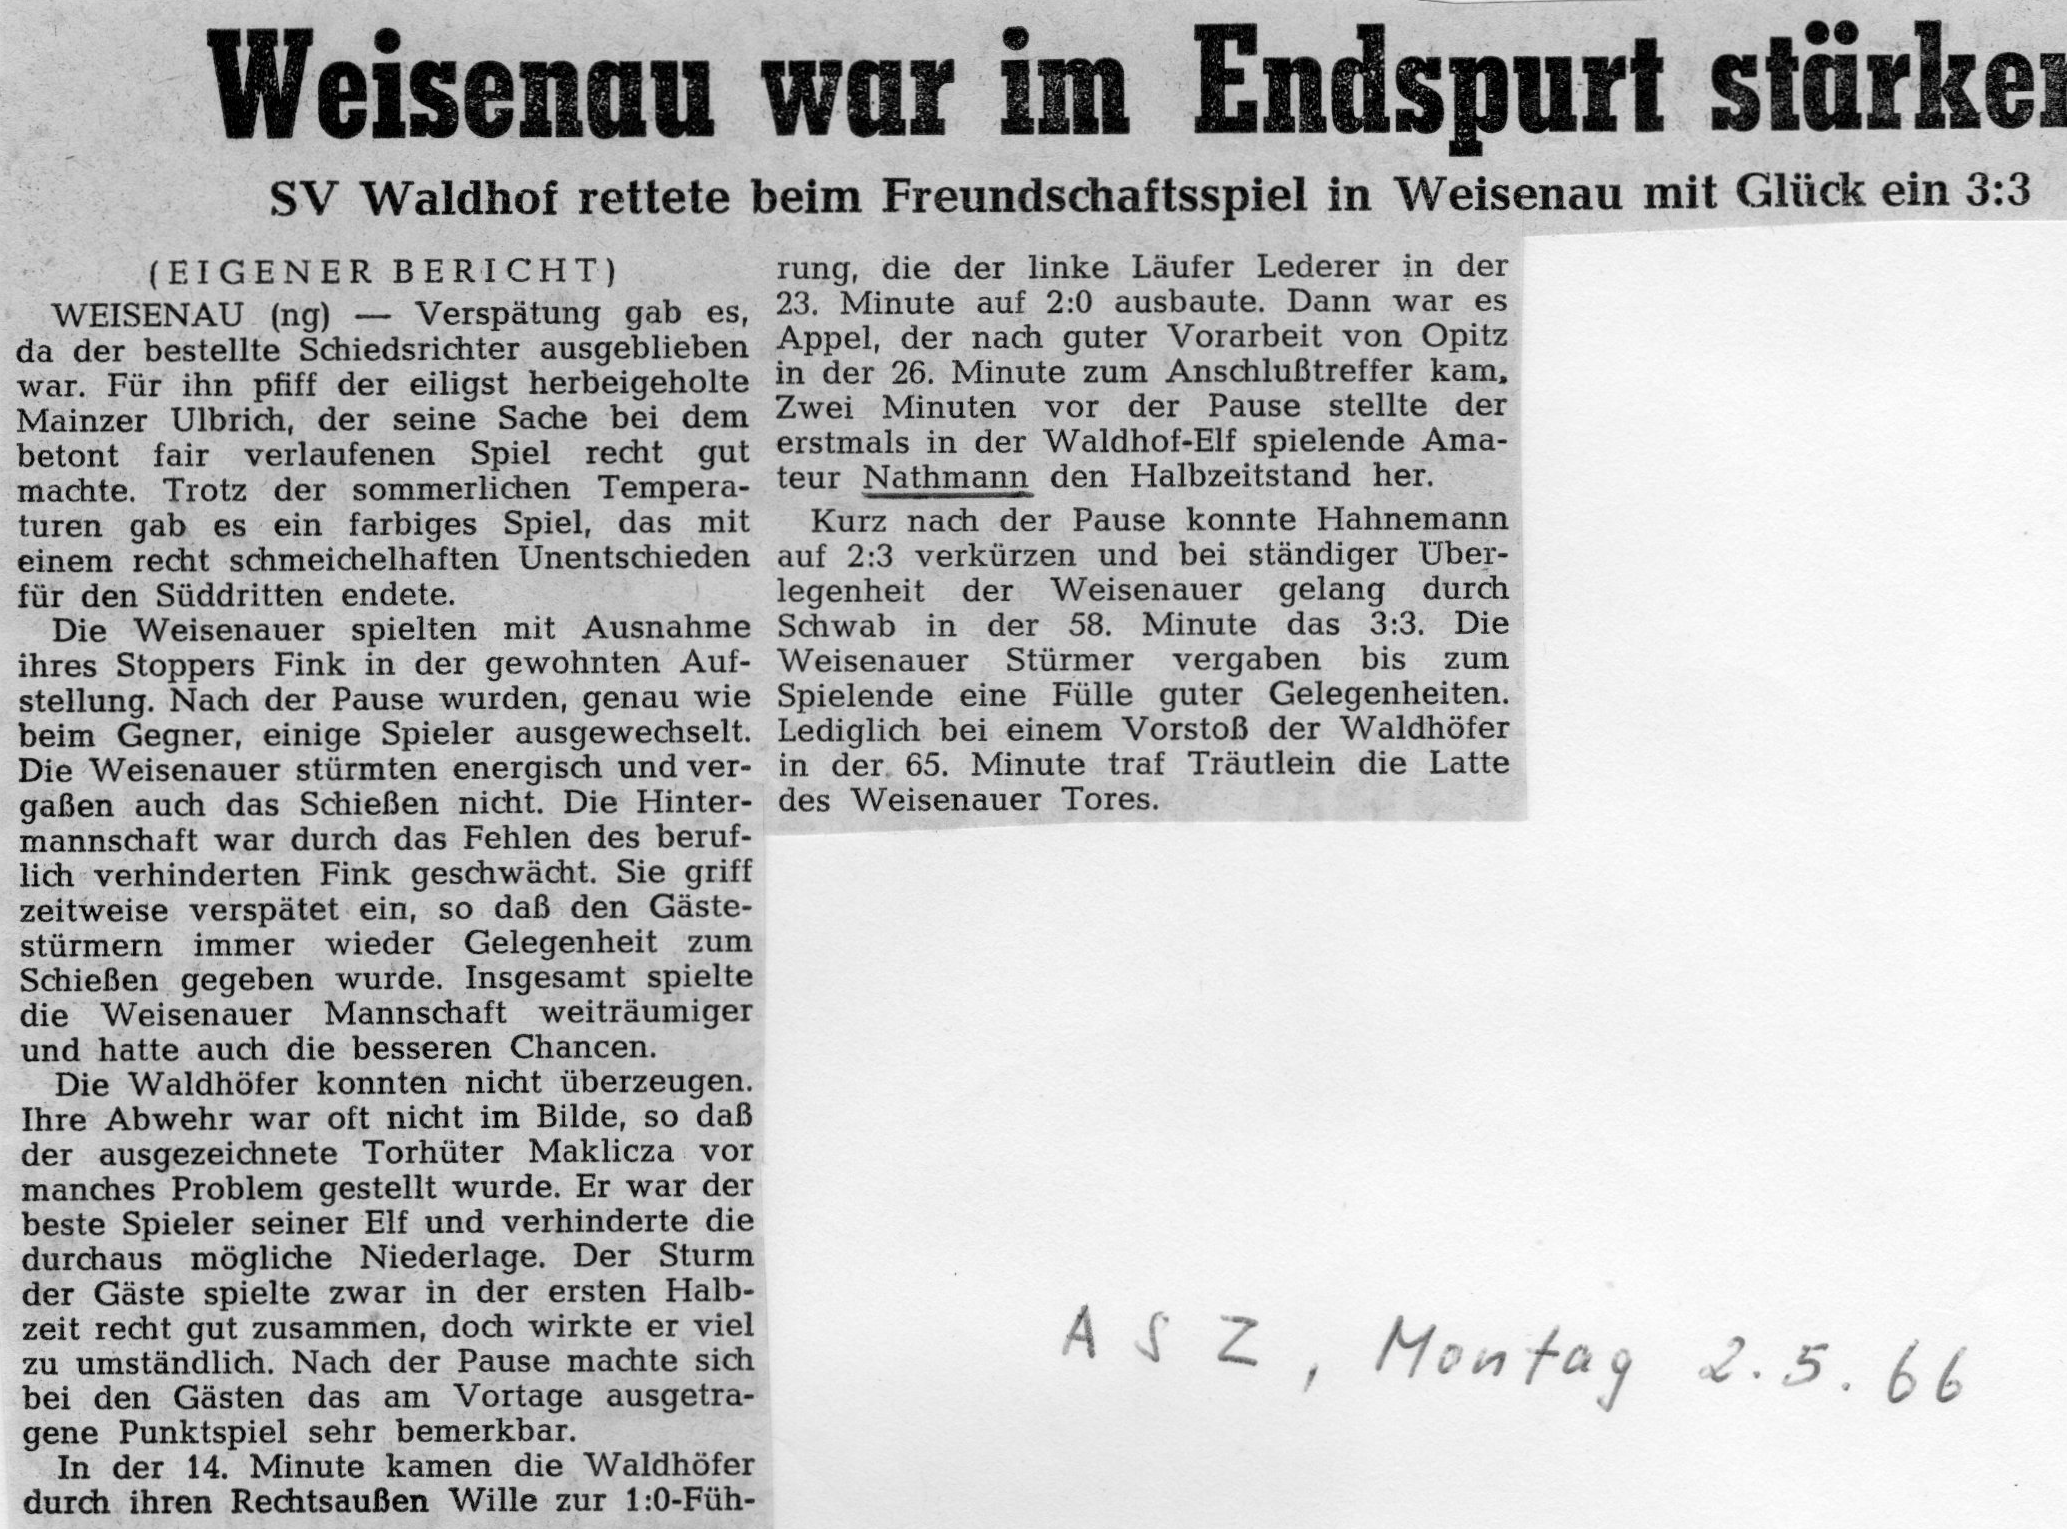 Weisenau war im Endspurt stärker
SV Waldhof rettete beim Freundschaftsspiel in Weisenau mit Glück ein 3:3
(EIGENER BERICHT)
WEISENAU (ng) — Verspätung gab es,
da der bestellte Schiedsrichter ausgeblieben
war. Für ihn pfiff der eiligst herbeigeholte
Mainzer Ulbrich, der seine Sache bei dem
betont fair verlaufenen Spiel recht gut
machte. Trotz der sommerlichen Tempera-
turen gab es ein farbiges Spiel, das mit
einem recht schmeichelhaften Unentschieden
für den Süddritten endete.
Die Weisenauer spielten mit Ausnahme
ihres Stoppers Fink in der gewohnten Auf-
stellung. Nach der Pause wurden, genau wie
beim Gegner, einige Spieler ausgewechselt.
Die Weisenauer stürmten energisch und ver-
gaßen auch das Schießen nicht. Die Hinter-
mannschaft war durch das Fehlen des beruf-
lich verhinderten Fink geschwächt. Sie griff
zeitweise verspätet ein, so daß den Gäste-
stürmern immer wieder Gelegenheit zum
Schießen gegeben wurde. Insgesamt spielte
die Weisenauer Mannschaft weiträumiger
und hatte auch die besseren Chancen.
Die Waldhöfer konnten nicht überzeugen.
Ihre Abwehr war oft nicht im Bilde, so daß
der ausgezeichnete Torhüter Maklicza vor
manches Problem gestellt wurde. Er war der
beste Spieler seiner Elf und verhinderte die
durchaus mögliche Niederlage. Der Sturm
der Gäste spielte zwar in der ersten Halb-
zeit recht gut zusammen, doch wirkte er viel
zu umständlich. Nach der Pause machte sich
bei den Gästen das am Vortage ausgetra-
gene Punktspiel sehr bemerkbar.
In der 14. Minute kamen die Waldhöfer
durch ihren Rechtsaußen Wille zur 1:0-Füh-
rung, die der linke Läufer Lederer in der
23. Minute auf 2:0 ausbaute. Dann war es
Appel, der nach guter Vorarbeit von Opitz
in der 26. Minute zum Anschlußtreffer kam.
Zwei Minuten vor der Pause stellte der
erstmals in der Waldhof-Elf spielende Ama-
teur Nathmann den Halbzeitstand her.
Kurz nach der Pause konnte Hahnemann
auf 2:3 verkürzen und bei ständiger Über-
legenheit der Weisenauer gelang durch
Schwab in der 58. Minute das 3:3. Die
Weisenauer Stürmer vergaben bis zum
Spielende eine Fülle guter Gelegenheiten.
Lediglich bei einem Vorstoß der Waldhöfer
in der 65. Minute traf Träutlein die Latte
des Weisenauer Tores.
ASZ, Montag 2.5.66